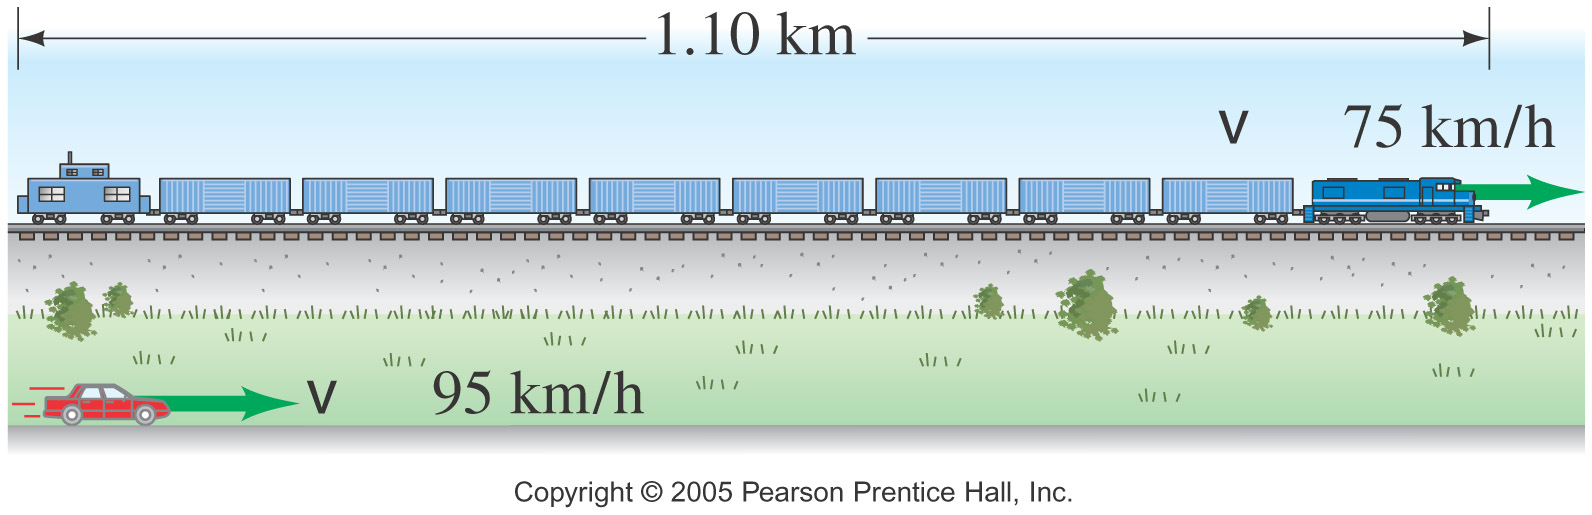 1.10 km
v 75 km/h
v 95 km/h
Copyright © 2005 Pearson Prentice Hall, Inc.